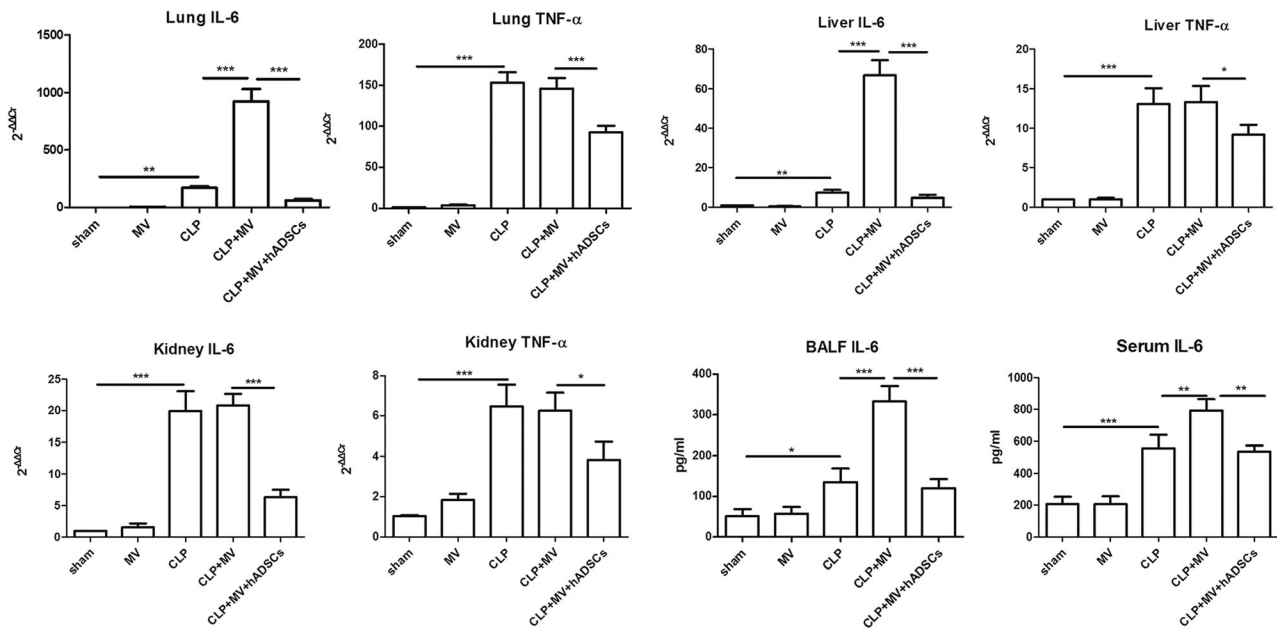 Lung IL-6
1500
1000
500
0
2-ΔΔCT
**
***
***
sham
MV
CLP
CLP+MV
CLP+MV+hADSCs
Lung TNF-α
200
150
100
50
0
2-ΔΔCT
***
***
sham
MV
CLP
CLP+MV
CLP+MV+hADSCs
Liver IL-6
80
60
40
20
0
2-ΔΔCT
**
***
***
sham
MV
CLP
CLP+MV
CLP+MV+hADSCs
Liver TNF-α
20
15
10
5
0
2-ΔΔCT
***
*
sham
MV
CLP
CLP+MV
CLP+MV+hADSCs
Kidney IL-6
25
20
15
10
5
0
2-ΔΔCT
***
***
sham
MV
CLP
CLP+MV
CLP+MV+hADSCs
Kidney TNF-α
8
6
4
2
0
2-ΔΔCT
***
*
sham
MV
CLP
CLP+MV
CLP+MV+hADSCs
BALF IL-6
400
300
200
100
0
pg/ml
*
***
***
sham
MV
CLP
CLP+MV
CLP+MV+hADSCs
Serum IL-6
1000
800
600
400
200
0
pg/ml
***
**
**
sham
MV
CLP
CLP+MV
CLP+MV+hADSCs